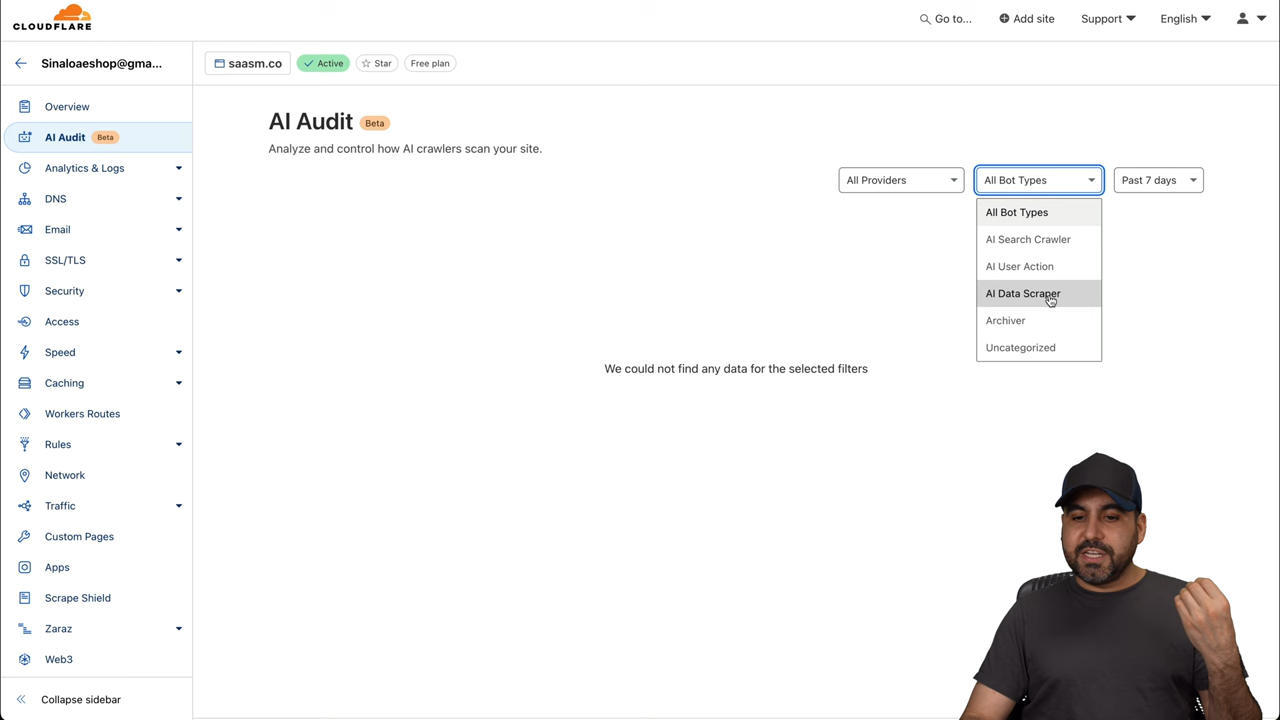 CLOUDFLARE
Go to...
Add site
Support
English
Sinaloaeshop@gma...
saasm.co
Active
Star
Free plan
Overview
AI Audit Beta
Analytics & Logs
DNS
Email
SSL/TLS
Security
Access
Speed
Caching
Workers Routes
Rules
Network
Traffic
Custom Pages
Apps
Scrape Shield
Zaraz
Web3
Collapse sidebar
AI Audit Beta
Analyze and control how AI crawlers scan your site.
All Providers
All Bot Types
Past 7 days
All Bot Types
AI Search Crawler
AI User Action
AI Data Scraper
Archiver
Uncategorized
We could not find any data for the selected filters